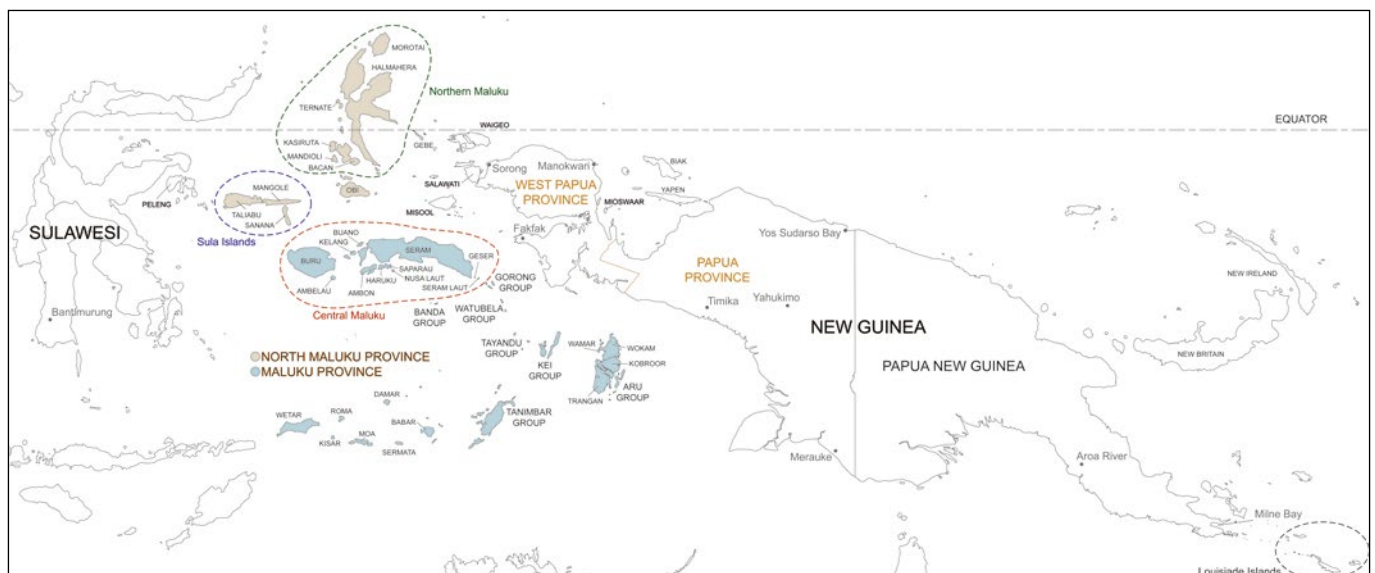 MOROTAI
HALMAHERA
Northern Maluku
TERNATE
EQUATOR
WAIGEO
KASIRUTA
GEBE
MANDIOLI
BACAN
BIAK
Sorong
Manokwari
SALAWATI
WEST PAPUA
PROVINCE
YAPEN
MANGOLE
OBI
PELENG
MIOSWAAR
TALIABU
MISOOL
SANANA
SULAWESI
Sula Islands
BUANO
KELANG
Fakfak
Yos Sudarso Bay
SERAM
GESER
BURU
PAPUA
PROVINCE
SAPARAU
HARUKU
NUSA LAUT
GORONG
GROUP
NEW IRELAND
AMBELAU
AMBON
SERAM LAUT
Timika
Yahukimo
Bantimurung
Central Maluku
BANDA
GROUP
WATUBELA
GROUP
NEW GUINEA
TAYANDU
GROUP
WAMAR
WOKAM
NORTH MALUKU PROVINCE
MALUKU PROVINCE
KEI
GROUP
KOBROOR
NEW BRITAIN
PAPUA NEW GUINEA
ARU
GROUP
TRANGAN
DAMAR
WETAR
ROMA
BABAR
TANIMBAR
GROUP
KISAR
MOA
SERMATA
Merauke
Aroa River
Milne Bay
Louisiade Islands